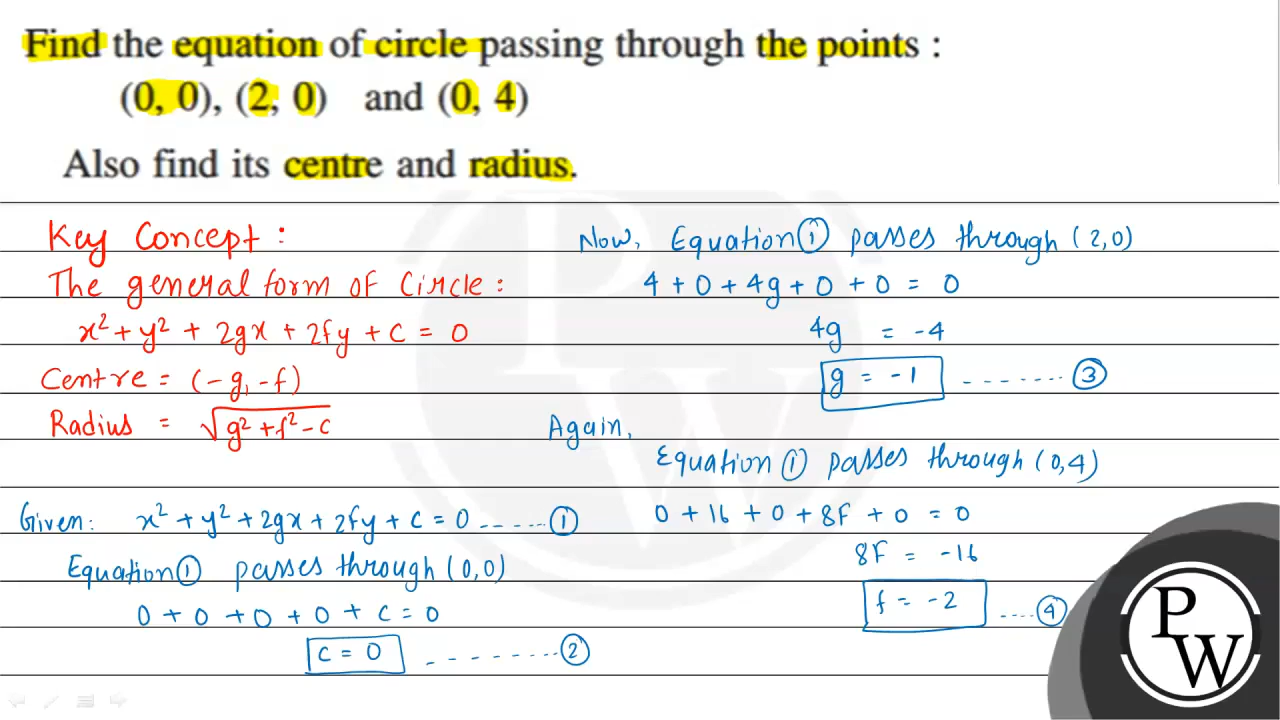 Find the equation of circle passing through the points :
(0, 0), (2, 0) and (0, 4)
Also find its centre and radius.
Key Concept :
The general form of Circle :
x² + y² + 2gx + 2fy + c = 0
Centre = (-g, -f)
Radius = √(g² + f² - c)
Given: x² + y² + 2gx + 2fy + c = 0 ........ ①
Equation ① passes through (0,0)
0 + 0 + 0 + 0 + c = 0
c = 0 ........... ②
Now, Equation ① passes through (2,0)
4 + 0 + 4g + 0 + 0 = 0
4g = -4
g = -1 ......... ③
Again,
Equation ① passes through (0,4)
0 + 16 + 0 + 8F + 0 = 0
8F = -16
f = -2 ..... ④
PW
PW